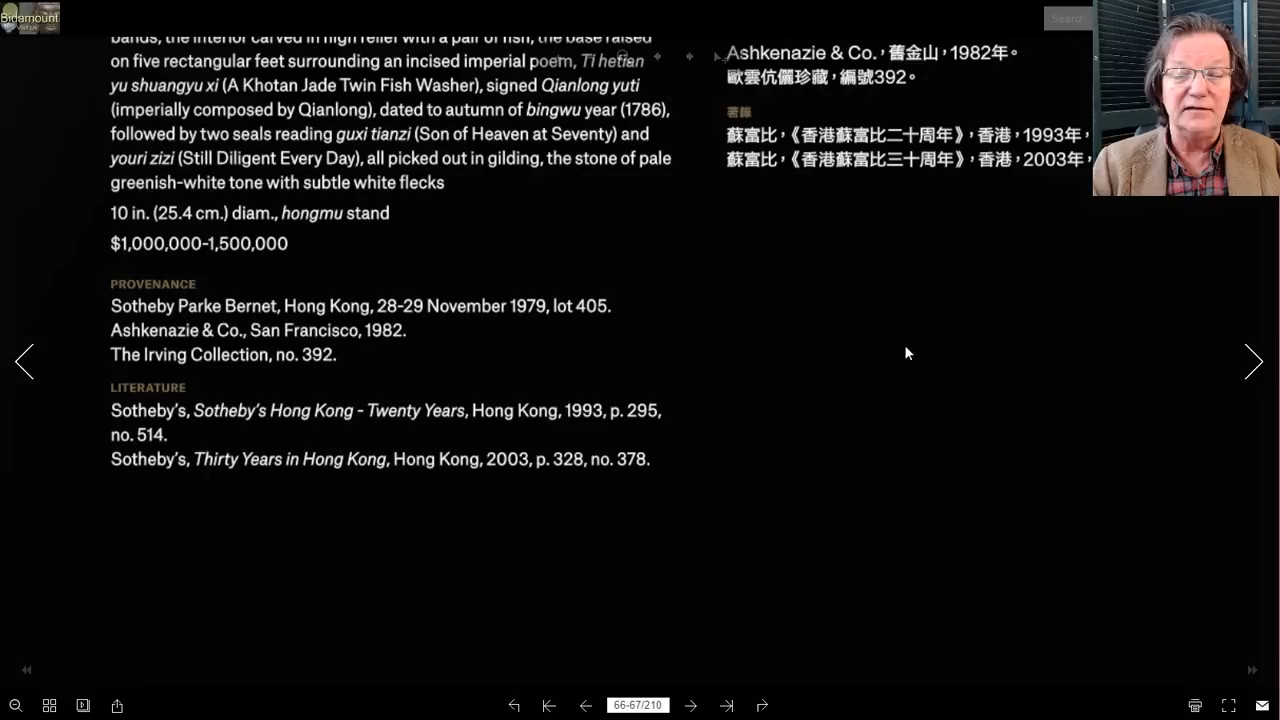 Bidamount
Search
bands, the interior carved in high relief with a pair of fish, the base raised
on five rectangular feet surrounding an incised imperial poem, Ti hetian
yu shuangyu xi (A Khotan Jade Twin Fish Washer), signed Qianlong yuti
(imperially composed by Qianlong), dated to autumn of bingwu year (1786),
followed by two seals reading guxi tianzi (Son of Heaven at Seventy) and
youri zizi (Still Diligent Every Day), all picked out in gilding, the stone of pale
greenish-white tone with subtle white flecks
10 in. (25.4 cm.) diam., hongmu stand
$1,000,000-1,500,000
PROVENANCE
Sotheby Parke Bernet, Hong Kong, 28-29 November 1979, lot 405.
Ashkenazie & Co., San Francisco, 1982.
The Irving Collection, no. 392.
LITERATURE
Sotheby's, Sotheby's Hong Kong - Twenty Years, Hong Kong, 1993, p. 295,
no. 514.
Sotheby's, Thirty Years in Hong Kong, Hong Kong, 2003, p. 328, no. 378.
Ashkenazie & Co.，舊金山，1982年。
歐雲伉儷珍藏，編號392。
著錄
蘇富比，《香港蘇富比二十周年》，香港，1993年，
蘇富比，《香港蘇富比三十周年》，香港，2003年，
66-67/210